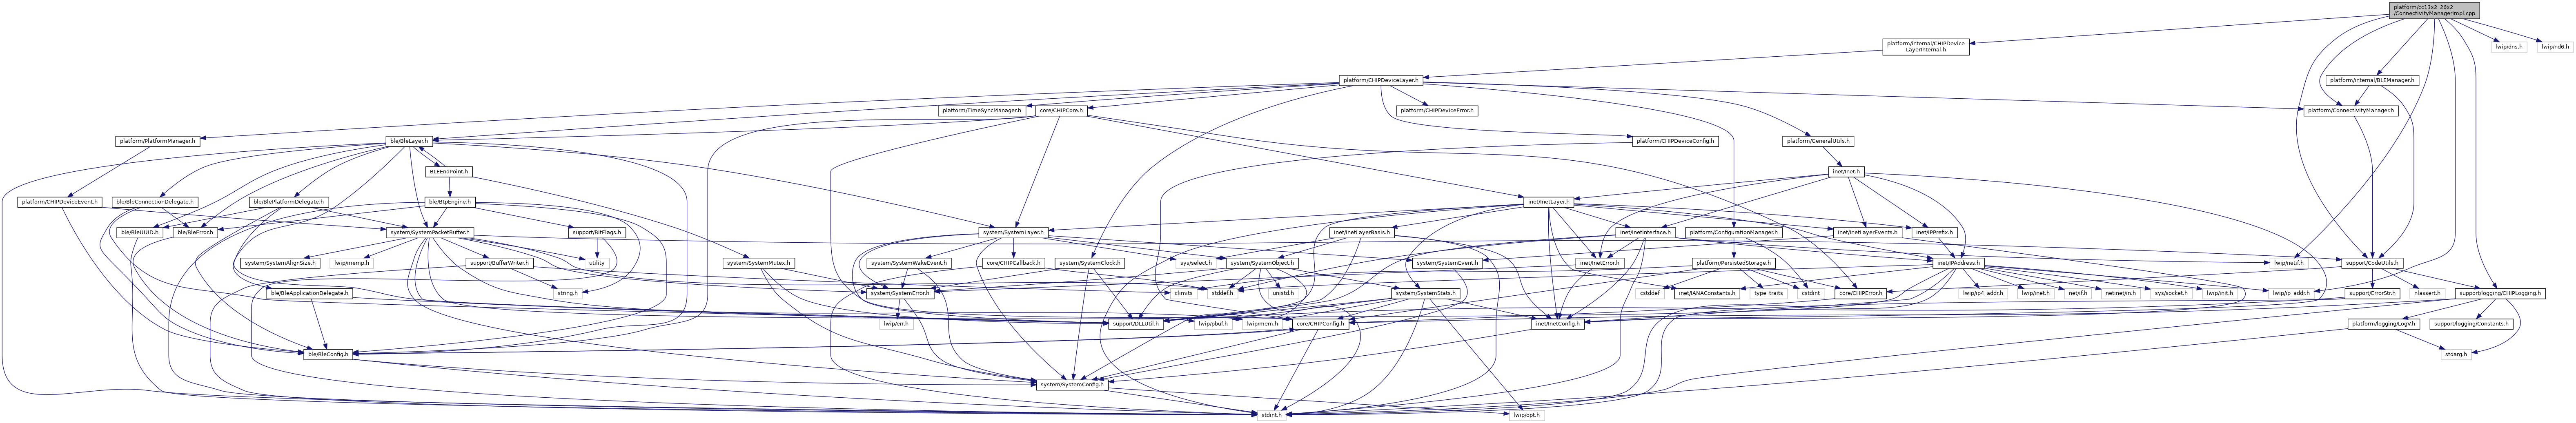 platform/cc13x2_26x2
/ConnectivityManagerImpl.cpp
platform/internal/CHIPDevice
LayerInternal.h
lwip/dns.h
lwip/nd6.h
platform/CHIPDeviceLayer.h
platform/internal/BLEManager.h
platform/TimeSyncManager.h
core/CHIPCore.h
platform/CHIPDeviceError.h
platform/ConnectivityManager.h
platform/PlatformManager.h
ble/BleLayer.h
platform/CHIPDeviceConfig.h
platform/GeneralUtils.h
BLEEndPoint.h
inet/Inet.h
platform/CHIPDeviceEvent.h
ble/BleConnectionDelegate.h
ble/BlePlatformDelegate.h
ble/BtpEngine.h
inet/InetLayer.h
ble/BleUUID.h
ble/BleError.h
system/SystemPacketBuffer.h
support/BitFlags.h
system/SystemLayer.h
inet/InetLayerBasis.h
inet/InetInterface.h
platform/ConfigurationManager.h
inet/InetLayerEvents.h
inet/IPPrefix.h
system/SystemAlignSize.h
lwip/memp.h
support/BufferWriter.h
utility
system/SystemMutex.h
system/SystemWakeEvent.h
core/CHIPCallback.h
system/SystemClock.h
sys/select.h
system/SystemObject.h
system/SystemEvent.h
inet/InetError.h
platform/PersistedStorage.h
inet/IPAddress.h
lwip/netif.h
support/CodeUtils.h
ble/BleApplicationDelegate.h
string.h
system/SystemError.h
climits
stddef.h
unistd.h
system/SystemStats.h
cstddef
inet/IANAConstants.h
type_traits
cstdint
core/CHIPError.h
lwip/ip4_addr.h
lwip/inet.h
net/if.h
netinet/in.h
sys/socket.h
lwip/init.h
lwip/ip_addr.h
support/ErrorStr.h
nlassert.h
support/logging/CHIPLogging.h
lwip/err.h
support/DLLUtil.h
lwip/pbuf.h
lwip/mem.h
core/CHIPConfig.h
inet/InetConfig.h
platform/logging/LogV.h
support/logging/Constants.h
ble/BleConfig.h
stdarg.h
system/SystemConfig.h
stdint.h
lwip/opt.h